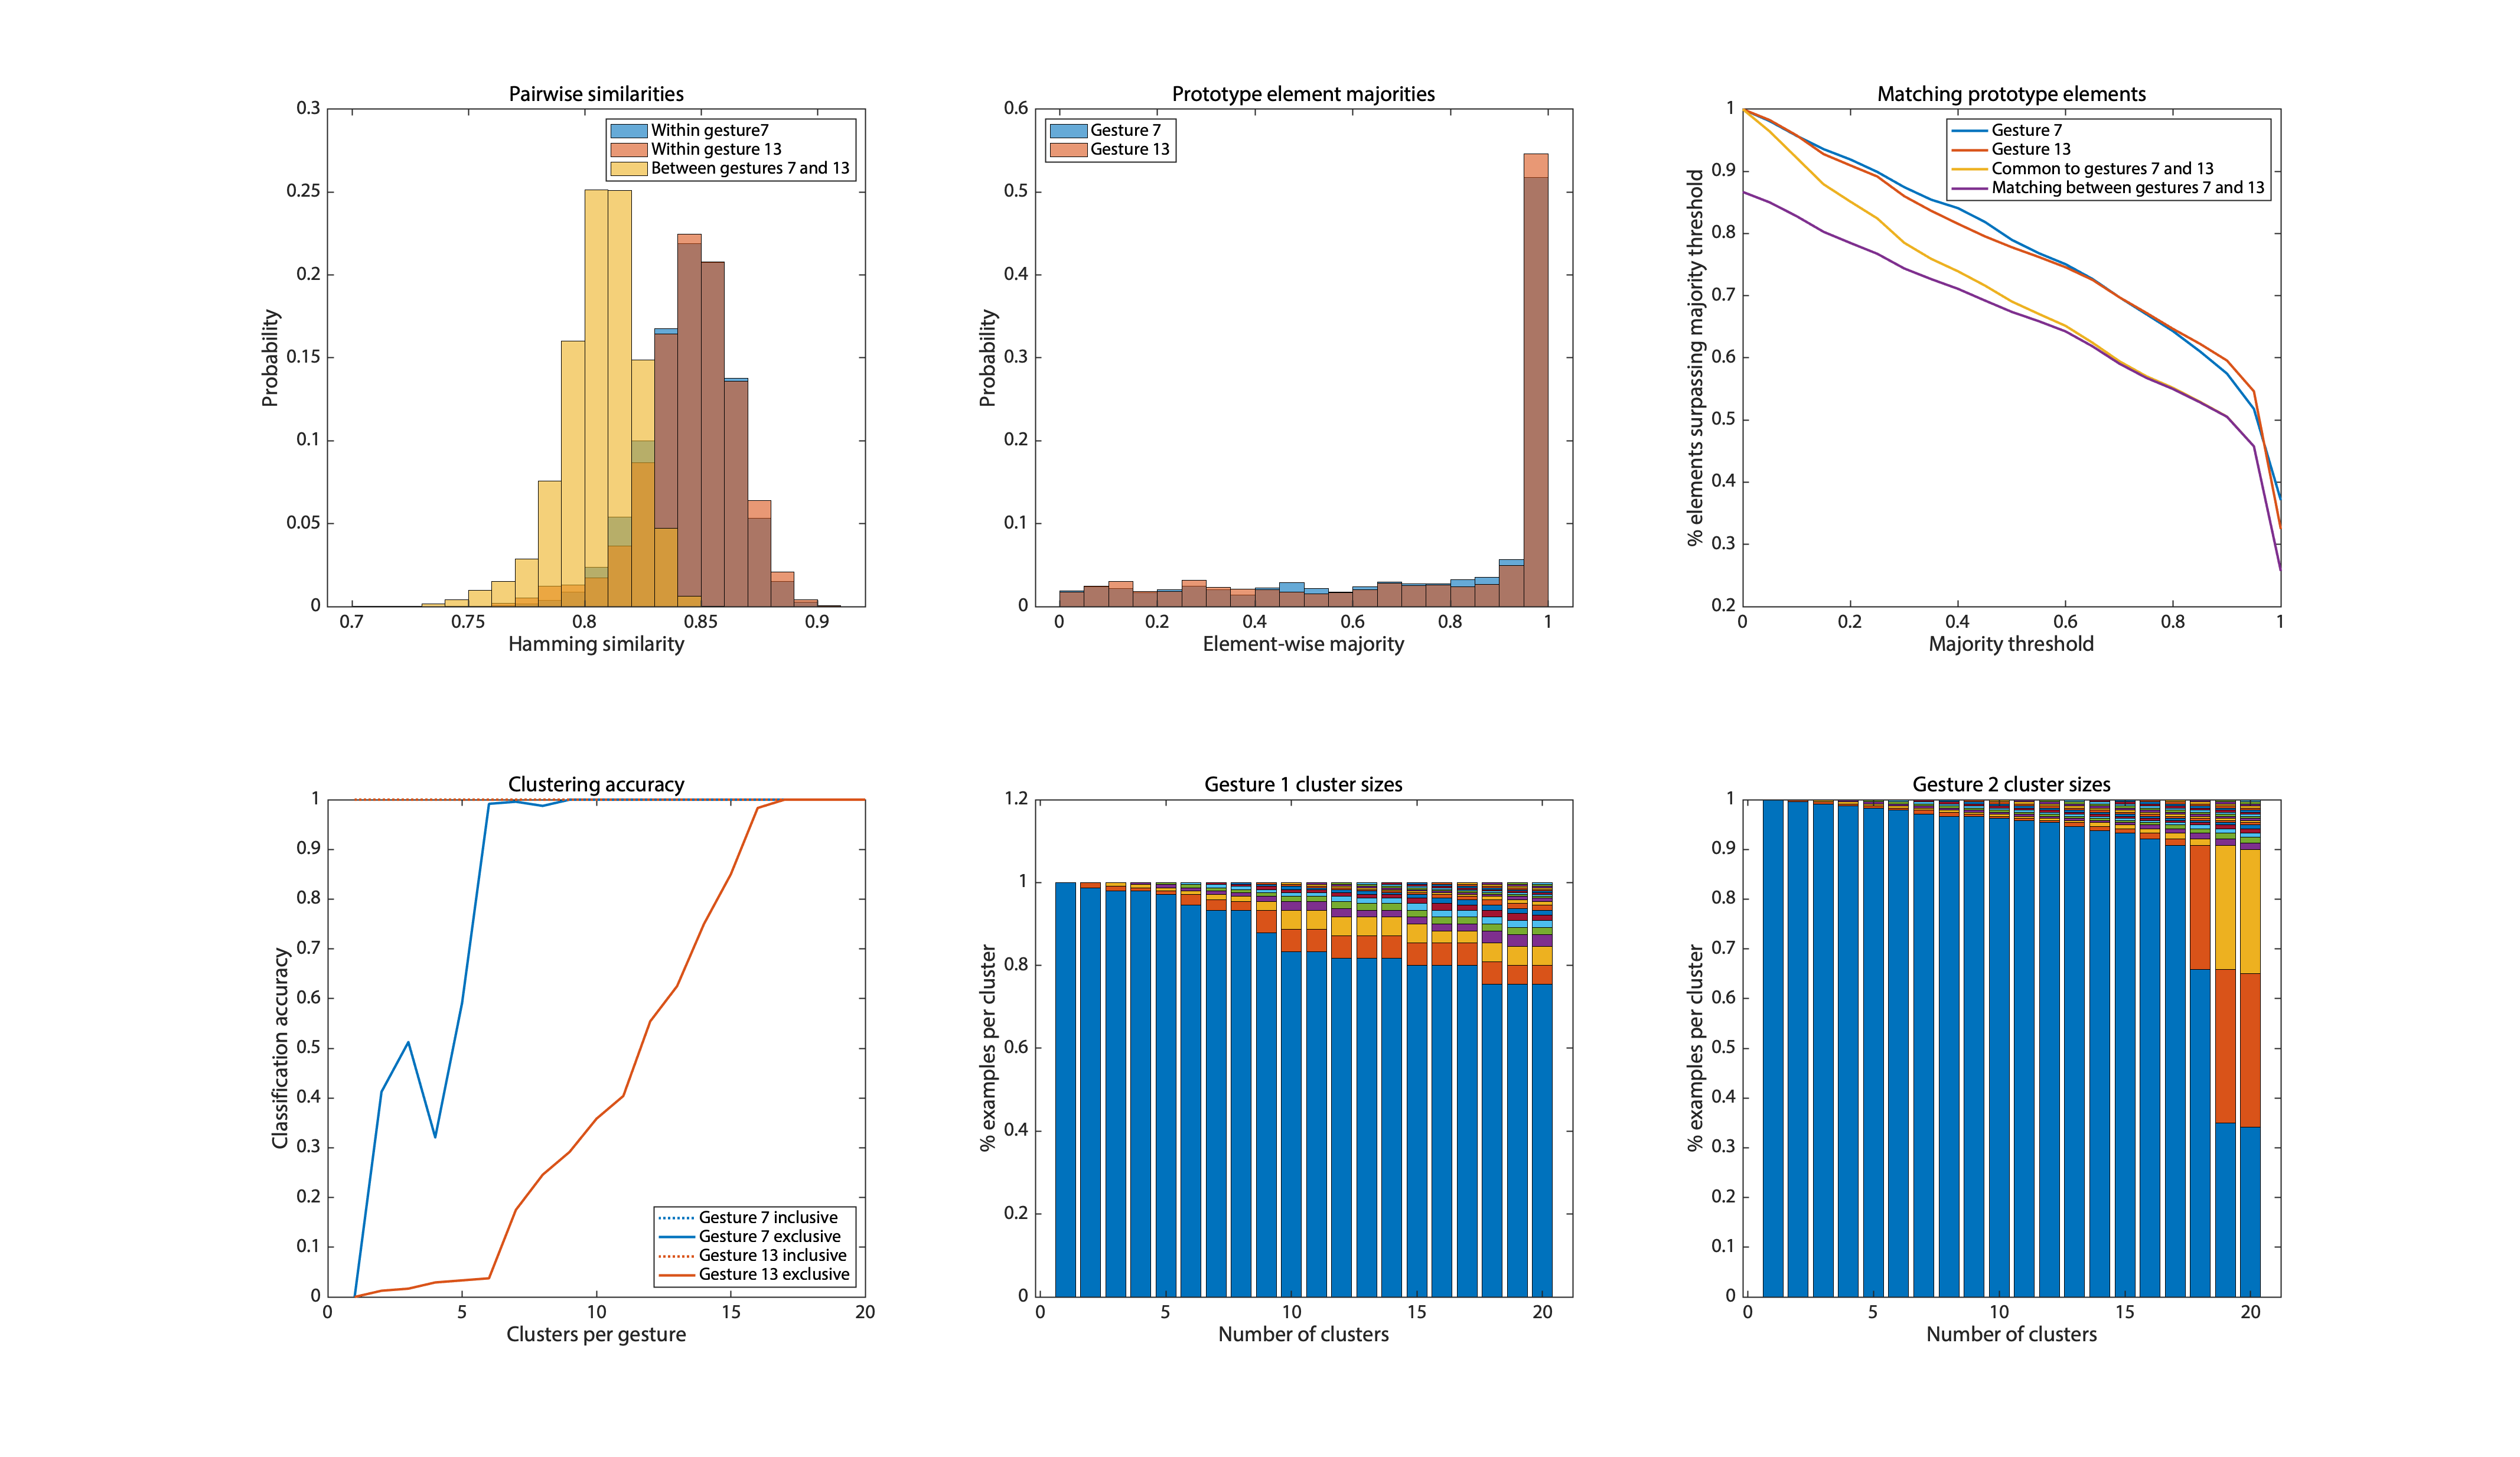 Pairwise similarities
0.3
0.25
0.2
0.15
0.1
0.05
0
Probability
Within gesture7
Within gesture 13
Between gestures 7 and 13
0.7 0.75 0.8 0.85 0.9
Hamming similarity
Prototype element majorities
0.6
0.5
0.4
0.3
0.2
0.1
0
Probability
Gesture 7
Gesture 13
0 0.2 0.4 0.6 0.8 1
Element-wise majority
Matching prototype elements
1
0.9
0.8
0.7
0.6
0.5
0.4
0.3
0.2
% elements surpassing majority threshold
Gesture 7
Gesture 13
Common to gestures 7 and 13
Matching between gestures 7 and 13
0 0.2 0.4 0.6 0.8 1
Majority threshold
Clustering accuracy
1
0.9
0.8
0.7
0.6
0.5
0.4
0.3
0.2
0.1
0
Classification accuracy
Gesture 7 inclusive
Gesture 7 exclusive
Gesture 13 inclusive
Gesture 13 exclusive
0 5 10 15 20
Clusters per gesture
Gesture 1 cluster sizes
1.2
1
0.8
0.6
0.4
0.2
0
% examples per cluster
0 5 10 15 20
Number of clusters
Gesture 2 cluster sizes
1
0.9
0.8
0.7
0.6
0.5
0.4
0.3
0.2
0.1
0
% examples per cluster
0 5 10 15 20
Number of clusters